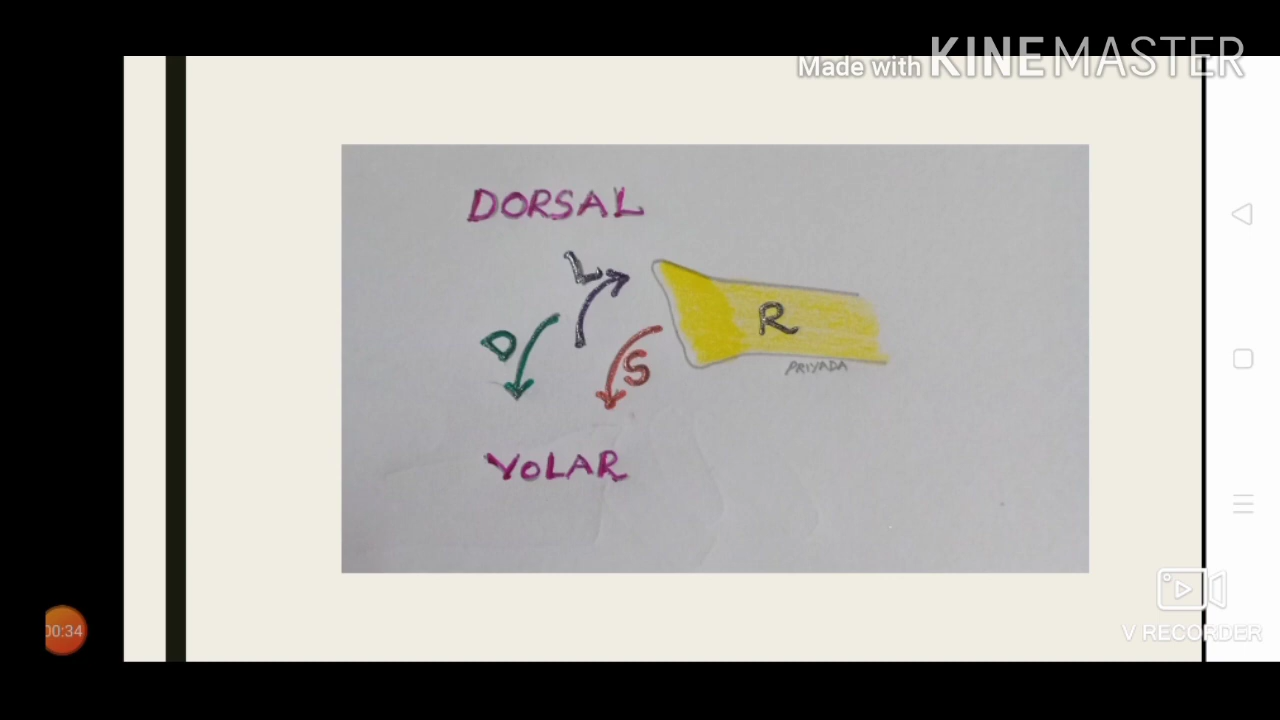 Made with KINEMASTER
DORSAL
L
D
R
S
PRIYADA
VOLAR
00:34
V RECORDER